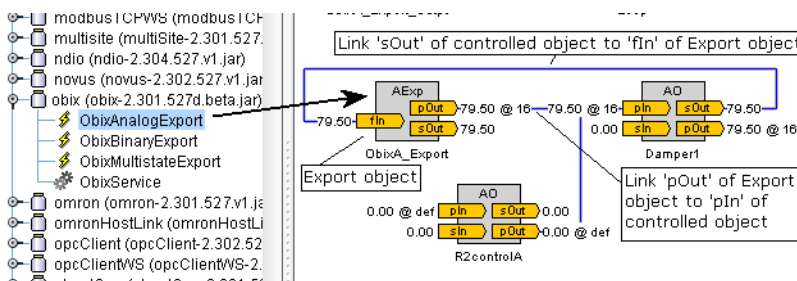 modbusTCPWS (modbusTCP
multisite (multiSite-2.301.527.
ndio (ndio-2.304.527.v1.jar)
novus (novus-2.302.527.v1.jar
obix (obix-2.301.527d.beta.jar)
ObixAnalogExport
ObixBinaryExport
ObixMultistateExport
ObixService
omron (omron-2.301.527.v1.ja
omronHostLink (omronHostLi
opcClient (opcClient-2.302.52
opcClientWS (opcClientWS-2.
Link 'sOut' of controlled object to 'fIn' of Export object
AExp
79.50
fIn
pOut
79.50 @ 16
sOut
79.50
ObixA_Export
Export object
AO
79.50 @ 16
pIn
sOut
79.50
0.00
sIn
pOut
79.50 @ 16
Damper1
Link 'pOut' of Export
object to 'pIn' of
controlled object
AO
0.00 @ def
pIn
sOut
0.00
0.00
sIn
pOut
0.00 @ def
R2controlA